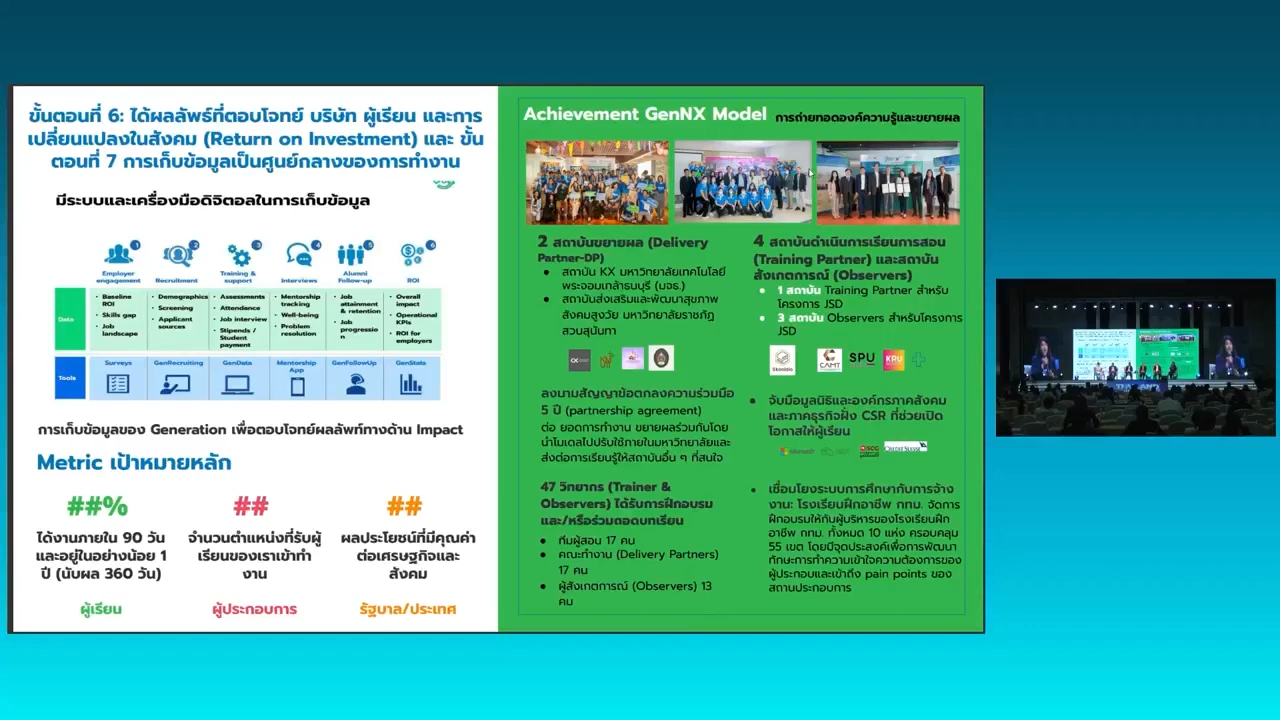 ขั้นตอนที่ 6: ได้ผลลัพธ์ที่ตอบโจทย์ บริษัท ผู้เรียน และการ
เปลี่ยนแปลงในสังคม (Return on Investment) และ ขั้น
ตอนที่ 7 การเก็บข้อมูลเป็นศูนย์กลางของการทำงาน
มีระบบและเครื่องมือดิจิตอลในการเก็บข้อมูล
1
2
3
4
5
6
Employer
engagement
Recruitment
Training &
support
Interviews
Alumni
Follow-up
ROI
Data
• Baseline
ROI
• Skills gap
• Job
landscape
• Demographics
• Screening
• Applicant
sources
• Assessments
• Attendance
• Job interview
• Stipends /
Student
payment
• Mentorship
tracking
• Well-being
• Problem
resolution
• Job
attainment
& retention
• Job
progressio
n
• Overall
impact
• Operational
KPIs
• ROI for
employers
Tools
Surveys
GenRecruiting
GenData
Mentorship
App
GenFollowUp
GenStats
การเก็บข้อมูลของ Generation เพื่อตอบโจทย์ผลลัพท์ทางด้าน Impact
Metric เป้าหมายหลัก
##%
ได้งานภายใน 90 วัน
และอยู่ในอย่างน้อย 1
ปี (นับผล 360 วัน)
ผู้เรียน
##
จำนวนตำแหน่งที่รับผู้
เรียนของเราเข้าทำ
งาน
ผู้ประกอบการ
##
ผลประโยชน์ที่มีคุณค่า
ต่อเศรษฐกิจและ
สังคม
รัฐบาล/ประเทศ
Achievement GenNX Model การถ่ายทอดองค์ความรู้และขยายผล
2 สถาบันขยายผล (Delivery
Partner-DP)
• สถาบัน KX มหาวิทยาลัยเทคโนโลยี
พระจอมเกล้าธนบุรี (มจธ.)
• สถาบันส่งเสริมและพัฒนาสุขภาพ
สังคมสูงวัย มหาวิทยาลัยราชภัฏ
สวนสุนันทา
ลงนามสัญญาข้อตกลงความร่วมมือ
5 ปี (partnership agreement)
ต่อ ยอดการทำงาน ขยายผลร่วมกันโดย
นำโมเดลไปปรับใช้ภายในมหาวิทยาลัยและ
ส่งต่อการเรียนรู้ให้สถาบันอื่น ๆ ที่สนใจ
47 วิทยากร (Trainer &
Observers) ได้รับการฝึกอบรม
และ/หรือร่วมถอดบทเรียน
• ทีมผู้สอน 17 คน
• คณะทำงาน (Delivery Partners)
17 คน
• ผู้สังเกตการณ์ (Observers) 13
คน
4 สถาบันดำเนินการเรียนการสอน
(Training Partner) และสถาบัน
สังเกตการณ์ (Observers)
• 1 สถาบัน Training Partner สำหรับ
โครงการ JSD
• 3 สถาบัน Observers สำหรับโครงการ
JSD
Skooldio
CAMT
SPU
KRU
• จับมือมูลนิธิและองค์กรภาคสังคม
และภาคธุรกิจฝั่ง CSR ที่ช่วยเปิด
โอกาสให้ผู้เรียน
Microsoft
SCG
• เชื่อมโยงระบบการศึกษากับการจ้าง
งาน: โรงเรียนฝึกอาชีพ กทม. จัดการ
ฝึกอบรมให้กับผู้บริหารของโรงเรียนฝึก
อาชีพ กทม. ทั้งหมด 10 แห่ง ครอบคลุม
55 เขต โดยมีจุดประสงค์เพื่อการพัฒนา
ทักษะการทำความเข้าใจความต้องการของ
ผู้ประกอบและเข้าถึง pain points ของ
สถานประกอบการ